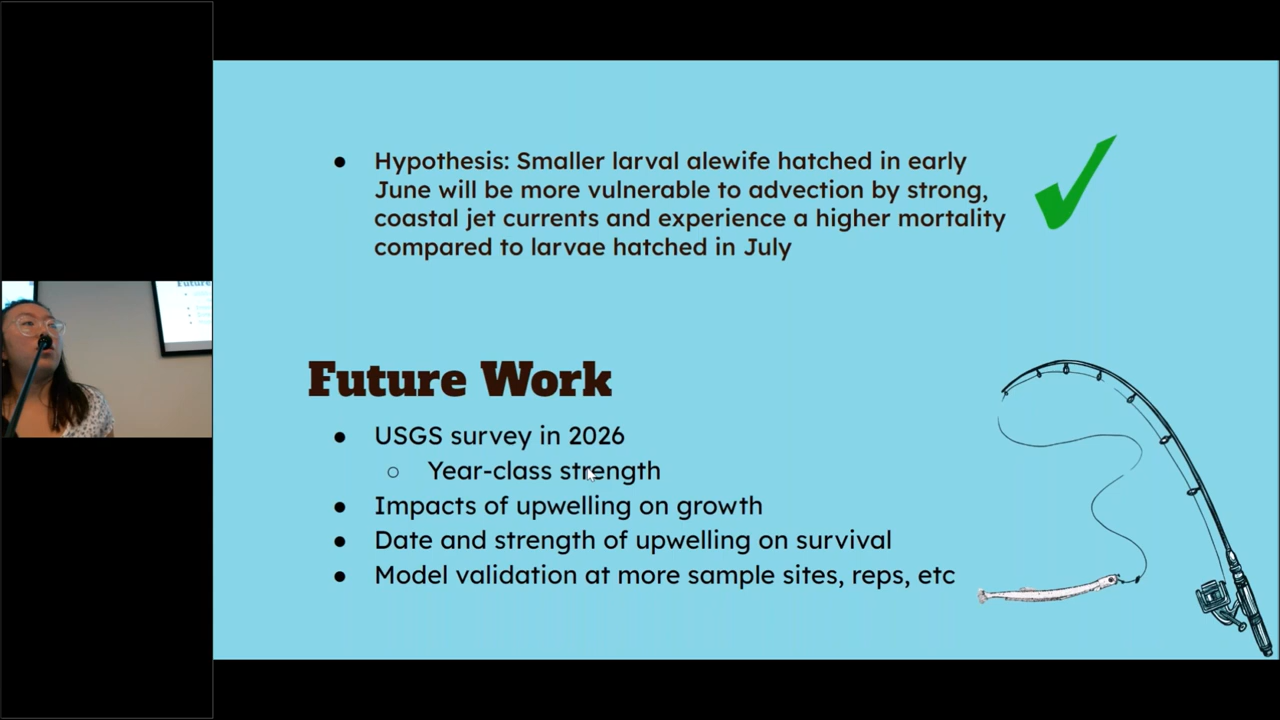 ● Hypothesis: Smaller larval alewife hatched in early
June will be more vulnerable to advection by strong,
coastal jet currents and experience a higher mortality
compared to larvae hatched in July
Future Work
● USGS survey in 2026
○ Year-class strength
● Impacts of upwelling on growth
● Date and strength of upwelling on survival
● Model validation at more sample sites, reps, etc